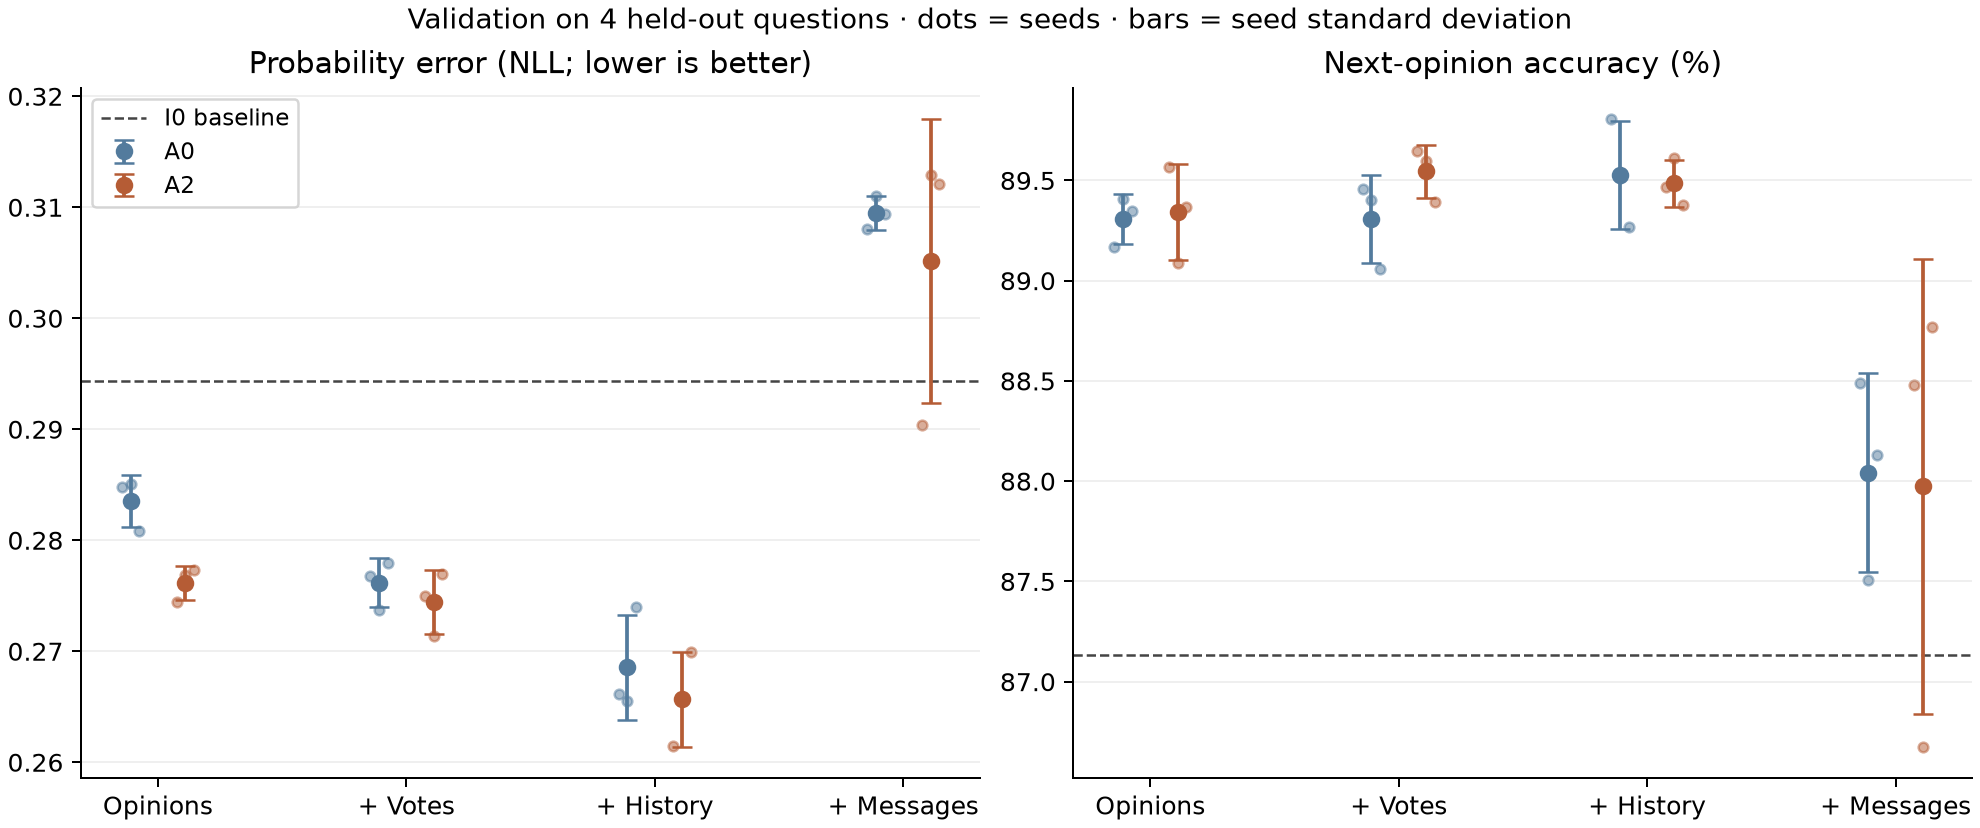 Validation on 4 held-out questions · dots = seeds · bars = seed standard deviation
Probability error (NLL; lower is better)
0.32
0.31
0.30
0.29
0.28
0.27
0.26
I0 baseline
A0
A2
Opinions
+ Votes
+ History
+ Messages
Next-opinion accuracy (%)
89.5
89.0
88.5
88.0
87.5
87.0
Opinions
+ Votes
+ History
+ Messages